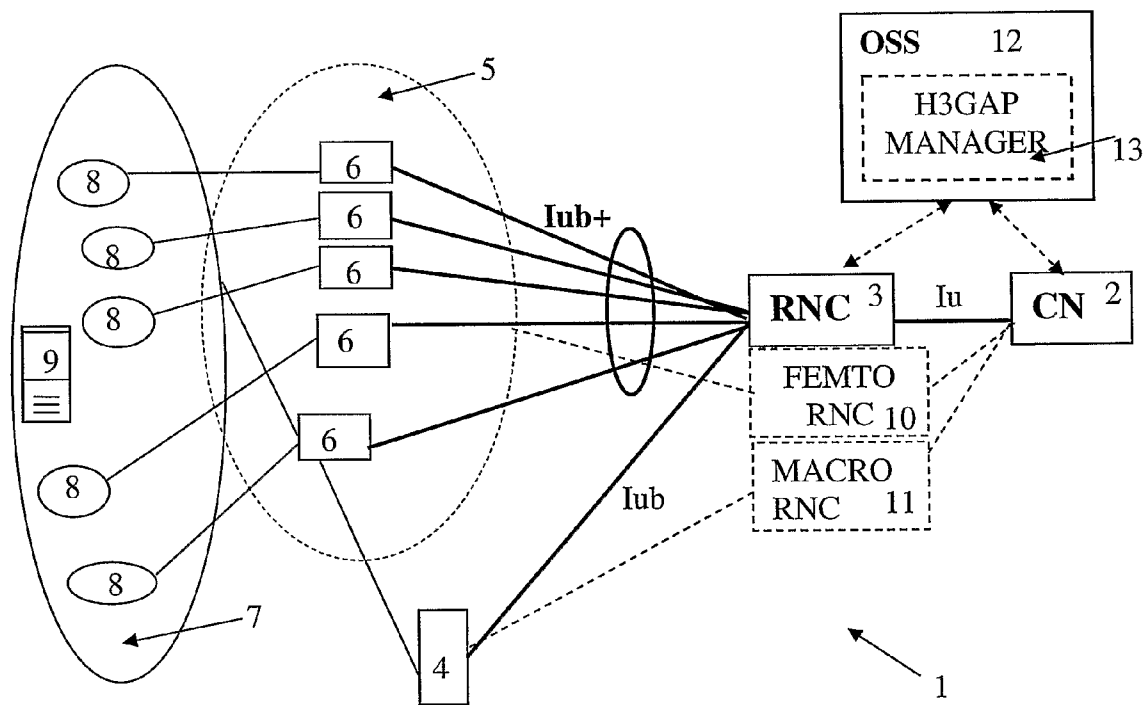 OSS 12
H3GAP
MANAGER
13
5
8
6
6
8
6
8
Iub+
RNC 3
Iu
CN 2
9
6
FEMTO
RNC 10
6
MACRO
RNC 11
8
Iub
8
7
4
1